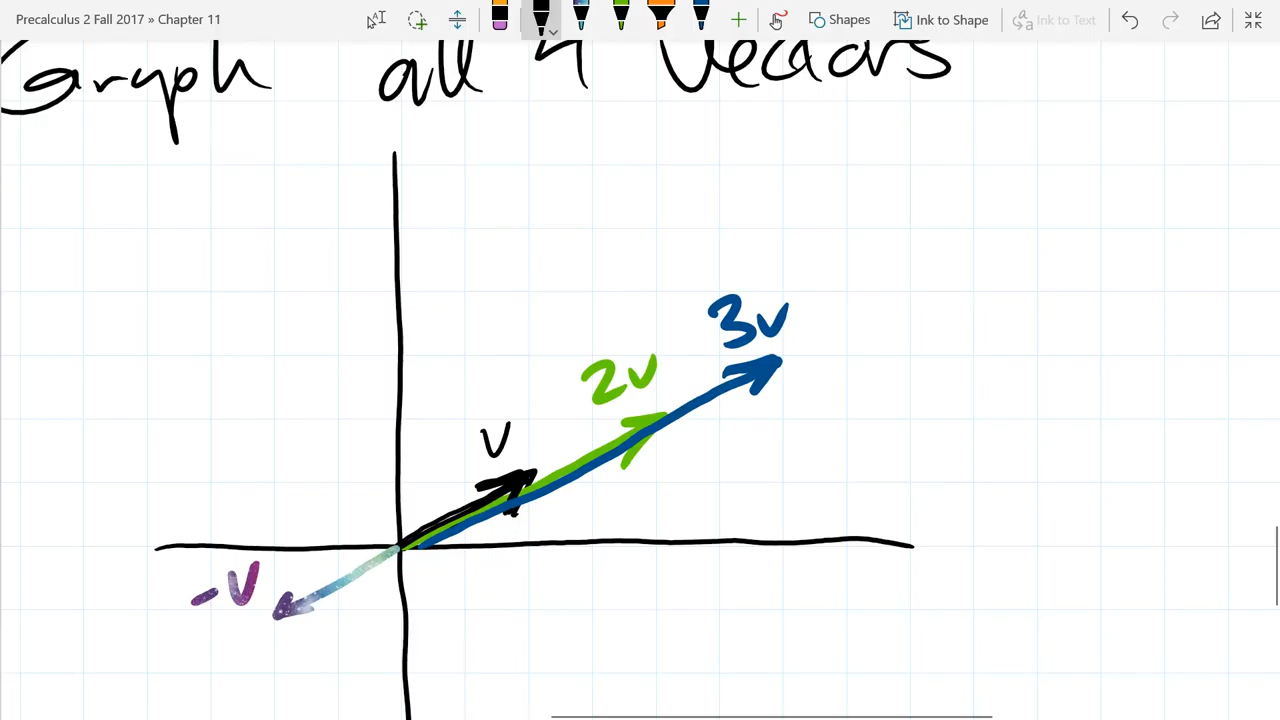 Precalculus 2 Fall 2017 » Chapter 11
Shapes
Ink to Shape
Ink to Text
Graph all 4 vectors
3v
2v
v
-v